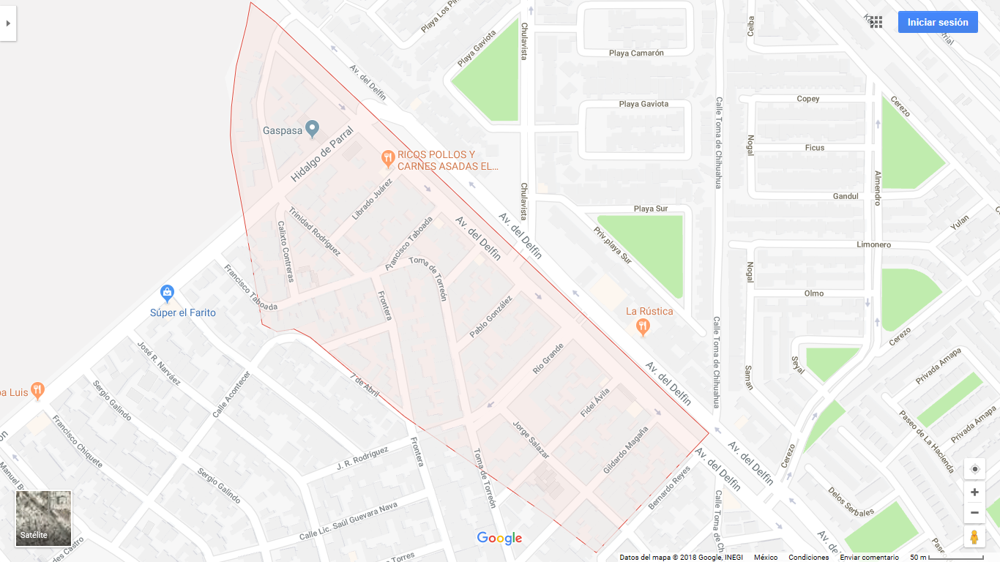 Playa Los Pin
Iniciar sesión
Ceiba
Chulavista
Playa Gaviota
Playa Camarón
Av. del Delfín
Copey
Cerezo
Playa Gaviota
Calle Toma de Chihuahua
Gaspasa
Hidalgo de Parral
RICOS POLLOS Y
CARNES ASADAS EL...
Nogal
Ficus
Almendro
Librado Juárez
Chulavista
Gandul
Playa Sur
Yulan
Trinidad Rodríguez
Calixto Contreras
Francisco Taboada
Av. del Delfín
Av. del Delfín
Priv.playa Sur
Limonero
Francisco Taboada
Toma de Torreón
Nogal
Olmo
Súper el Farito
Frontera
Pablo González
La Rústica
Calle Toma de Chihuahua
Cerezo
José R. Narváez
Río Grande
Seyal
Saman
Privada Amapa
pa Luis
Sergio Galindo
Calle Acontecer
7 de Abril
Av. del Delfín
Fidel Ávila
Francisco Chiquete
Jorge Salazar
Gildardo Magaña
Paseo de La Hacienda
Privada Amapa
on
Manuel B
J. R. Rodríguez
Frontera
Toma de Torreón
Av. del Delfín
Av. del Delfín
Cerezo
Sergio Galindo
Bernardo Reyes
Calle Toma de Ch
Delos Serbales
Calle Lic. Saúl Guevara Nava
Satélite
des Castro
Torres
Google
Av. de
Paseo
Datos del mapa © 2018 Google, INEGI México Condiciones Enviar comentario 50 m